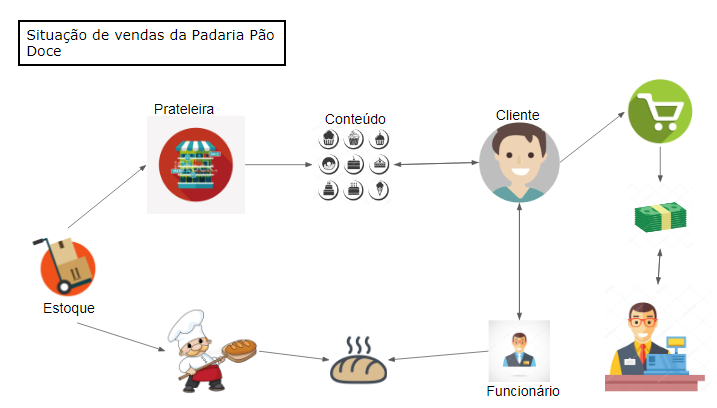 Situação de vendas da Padaria Pão
Doce
Prateleira
Conteúdo
Cliente
Estoque
Funcionário